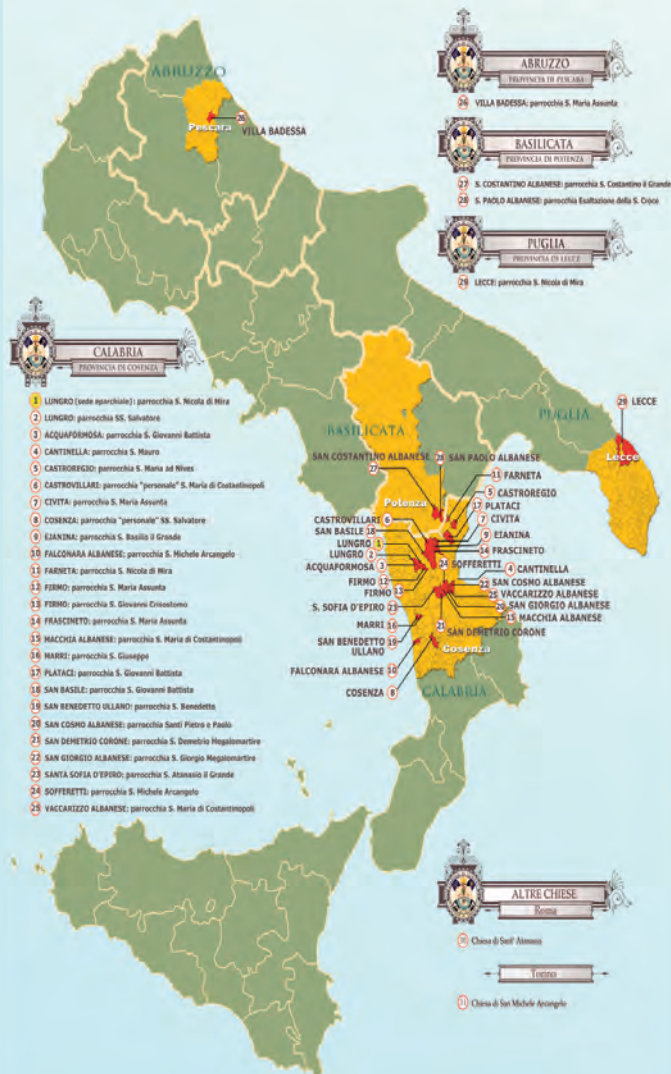 ABRUZZO
Pescara
26
VILLA BADESSA
ABRUZZO
PROVINCIA DI PESCARA
26 VILLA BADESSA: parrocchia S. Maria Assunta
BASILICATA
PROVINCIA DI POTENZA
27 S. COSTANTINO ALBANESE: parrocchia S. Costantino il Grande
28 S. PAOLO ALBANESE: parrocchia Esaltazione della S. Croce
PUGLIA
PROVINCIA DI LECCE
29 LECCE: parrocchia S. Nicola di Mira
CALABRIA
PROVINCIA DI COSENZA
1 LUNGRO (sede eparchiale): parrocchia S. Nicola di Mira
2 LUNGRO: parrocchia SS. Salvatore
3 ACQUAFORMOSA: parrocchia S. Giovanni Battista
4 CANTINELLA: parrocchia S. Mauro
5 CASTROREGIO: parrocchia S. Maria ad Nives
6 CASTROVILLARI: parrocchia "personale" S. Maria di Costantinopoli
7 CIVITA: parrocchia S. Maria Assunta
8 COSENZA: parrocchia "personale" SS. Salvatore
9 EJANINA: parrocchia S. Basilio il Grande
10 FALCONARA ALBANESE: parrocchia S. Michele Arcangelo
11 FARNETA: parrocchia S. Nicola di Mira
12 FIRMO: parrocchia S. Maria Assunta
13 FIRMO: parrocchia S. Giovanni Crisostomo
14 FRASCINETO: parrocchia S. Maria Assunta
15 MACCHIA ALBANESE: parrocchia S. Maria di Costantinopoli
16 MARRI: parrocchia S. Giuseppe
17 PLATACI: parrocchia S. Giovanni Battista
18 SAN BASILE: parrocchia S. Giovanni Battista
19 SAN BENEDETTO ULLANO: parrocchia S. Benedetto
20 SAN COSMO ALBANESE: parrocchia Santi Pietro e Paolo
21 SAN DEMETRIO CORONE: parrocchia S. Demetrio Megalomartire
22 SAN GIORGIO ALBANESE: parrocchia S. Giorgio Megalomartire
23 SANTA SOFIA D'EPIRO: parrocchia S. Atanasio il Grande
24 SOFFERETTI: parrocchia S. Michele Arcangelo
25 VACCARIZZO ALBANESE: parrocchia S. Maria di Costantinopoli
BASILICATA
PUGLIA
29 LECCE
Lecce
SAN COSTANTINO ALBANESE
27
28 SAN PAOLO ALBANESE
11 FARNETA
5 CASTROREGIO
Potenza
17 PLATACI
CASTROVILLARI 6
7 CIVITA
SAN BASILE 18
9 EJANINA
LUNGRO 1
14 FRASCINETO
LUNGRO 2
24 SOFFERETTI
ACQUAFORMOSA 3
4 CANTINELLA
FIRMO 12
22 SAN COSMO ALBANESE
FIRMO 13
25 VACCARIZZO ALBANESE
S. SOFIA D'EPIRO 23
20 SAN GIORGIO ALBANESE
15 MACCHIA ALBANESE
MARRI 16
21
SAN DEMETRIO CORONE
SAN BENEDETTO ULLANO 19
Cosenza
FALCONARA ALBANESE 10
COSENZA 8
CALABRIA
ALTRE CHIESE
Roma
30 Chiesa di Sant' Atanasio
Torino
31 Chiesa di San Michele Arcangelo